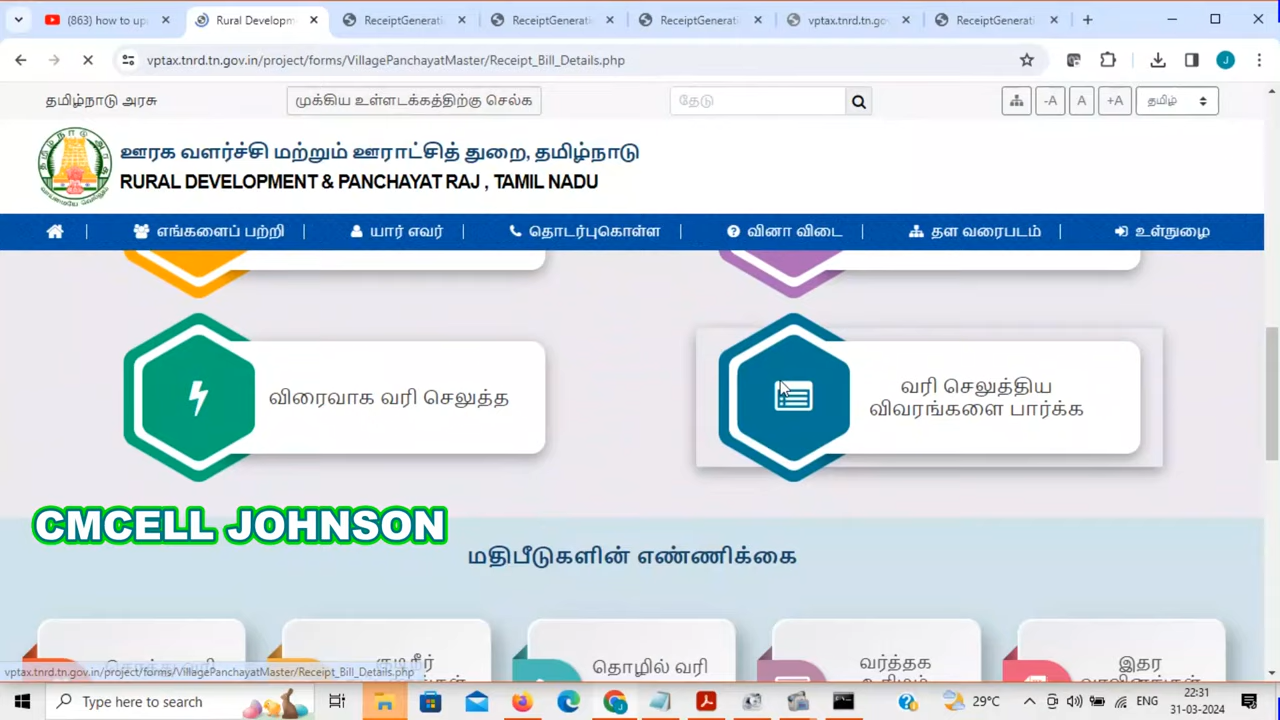 (863) how to up
Rural Developm
ReceiptGenerati
ReceiptGenerati
ReceiptGenerati
vptax.tnrd.tn.go
ReceiptGenerati
vptax.tnrd.tn.gov.in/project/forms/VillagePanchayatMaster/Receipt_Bill_Details.php
J
தமிழ்நாடு அரசு
முக்கிய உள்ளடக்கத்திற்கு செல்க
தேடு
-A
A
+A
தமிழ்
ஊரக வளர்ச்சி மற்றும் ஊராட்சித் துறை, தமிழ்நாடு
RURAL DEVELOPMENT & PANCHAYAT RAJ , TAMIL NADU
எங்களைப் பற்றி
யார் எவர்
தொடர்புகொள்ள
வினா விடை
தள வரைபடம்
உள்நுழை
விரைவாக வரி செலுத்த
வரி செலுத்திய
விவரங்களை பார்க்க
CMCELL JOHNSON
மதிபீடுகளின் எண்ணிக்கை
குடிநீர்
தொழில் வரி
வர்த்தக
இதர
vptax.tnrd.tn.gov.in/project/forms/VillagePanchayatMaster/Receipt_Bill_Details.php
Type here to search
29°C
ENG
22:31
31-03-2024